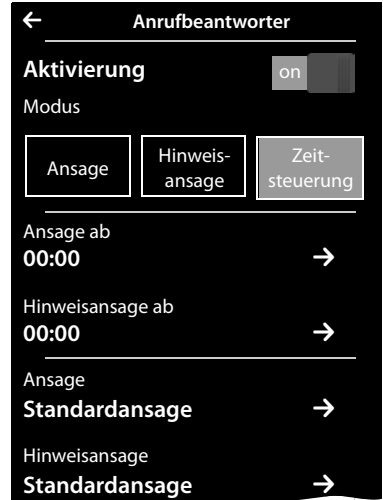 Anrufbeantworter
Aktivierung on
Modus
Ansage
Hinweis-
ansage
Zeit-
steuerung
Ansage ab
00:00
Hinweisansage ab
00:00
Ansage
Standardansage
Hinweisansage
Standardansage